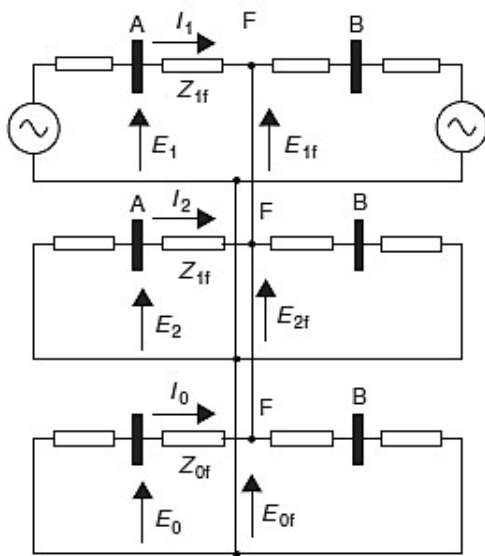 A I1 F B
Z1f
E1 E1f
A I2 F B
Z1f
E2 E2f
I0 F B
Z0f
E0 E0f